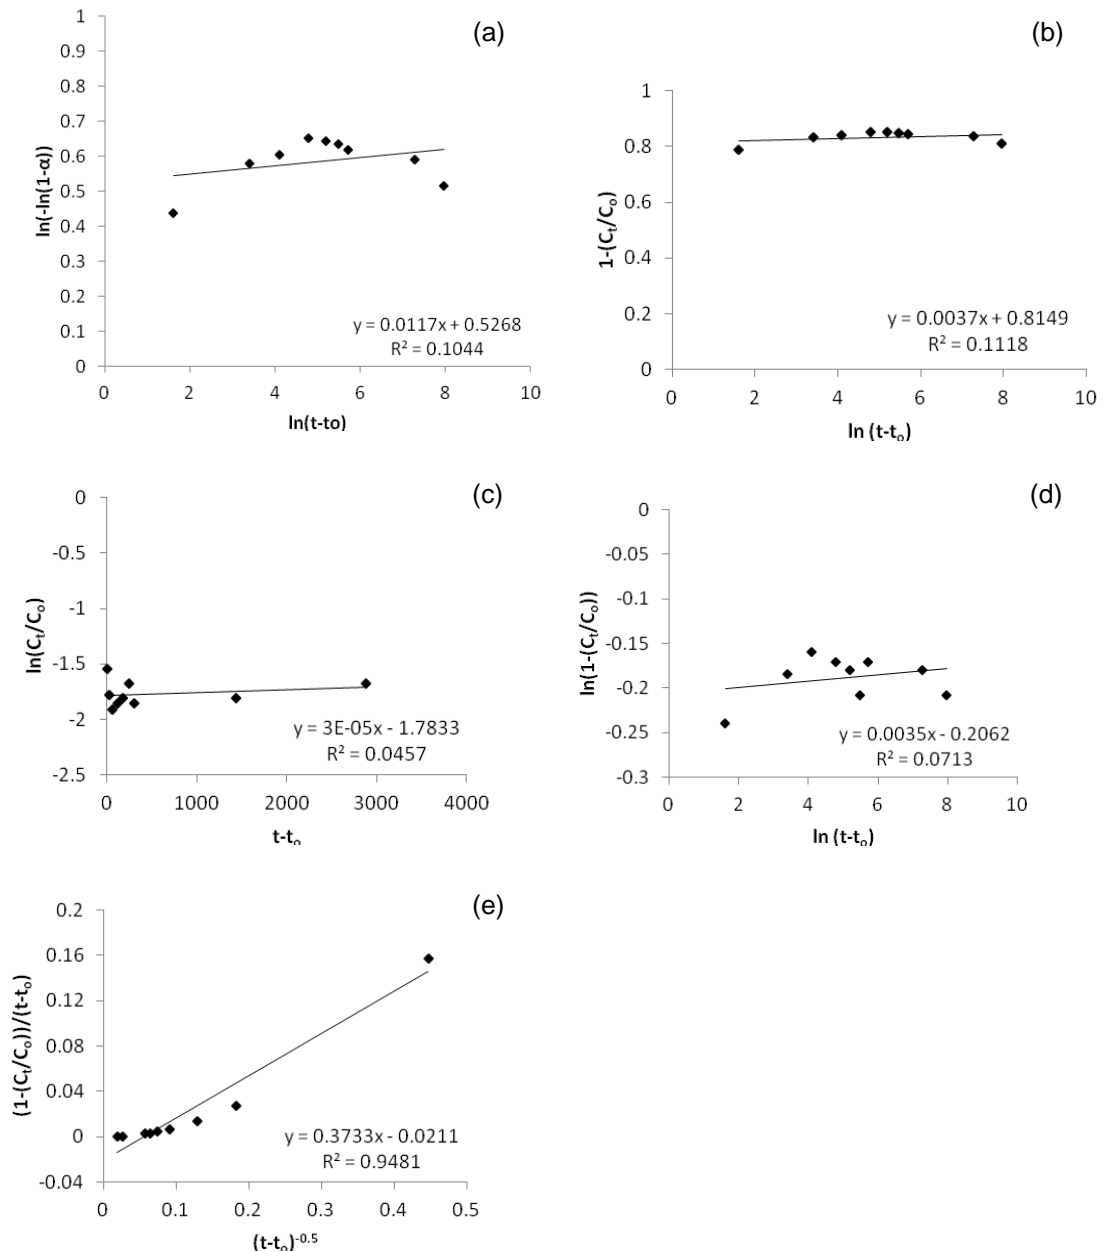 (a)
1
0.9
0.8
0.7
0.6
0.5
0.4
0.3
0.2
0.1
0
ln(-ln(1-α))
y = 0.0117x + 0.5268
R² = 0.1044
0 2 4 6 8 10
ln(t-to)
(b)
1
0.8
0.6
0.4
0.2
0
1-(Ct/Co)
y = 0.0037x + 0.8149
R² = 0.1118
0 2 4 6 8 10
ln (t-to)
(c)
0
-0.5
-1
-1.5
-2
-2.5
ln(Ct/Co)
y = 3E-05x - 1.7833
R² = 0.0457
0 1000 2000 3000 4000
t-to
(d)
0
-0.05
-0.1
-0.15
-0.2
-0.25
-0.3
ln(1-(Ct/Co))
y = 0.0035x - 0.2062
R² = 0.0713
0 2 4 6 8 10
ln (t-to)
(e)
0.2
0.16
0.12
0.08
0.04
0
-0.04
(1-(Ct/Co))/(t-to)
y = 0.3733x - 0.0211
R² = 0.9481
0 0.1 0.2 0.3 0.4 0.5
(t-to)-0.5